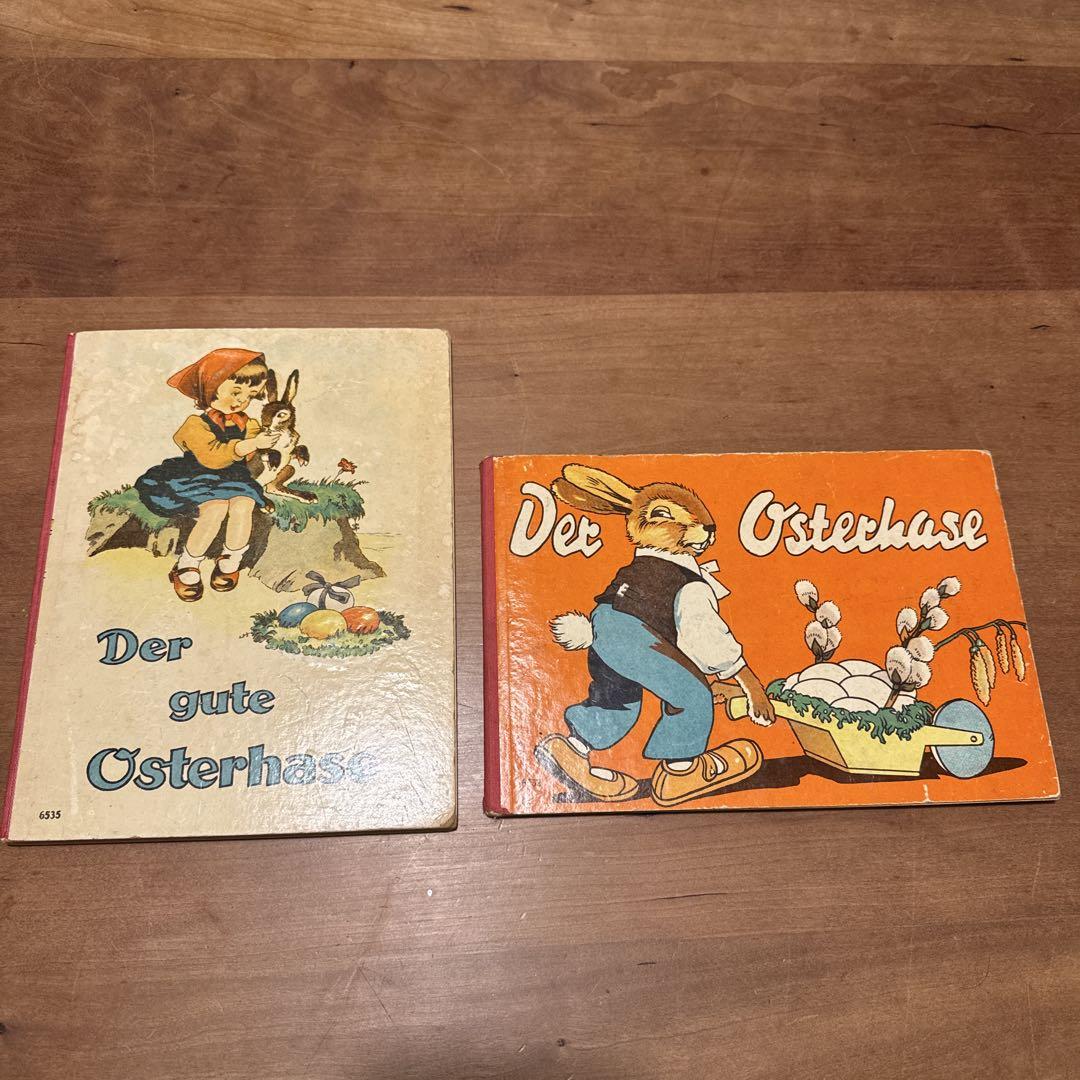 Der
gute
Osterhase
6535
Der Osterhase